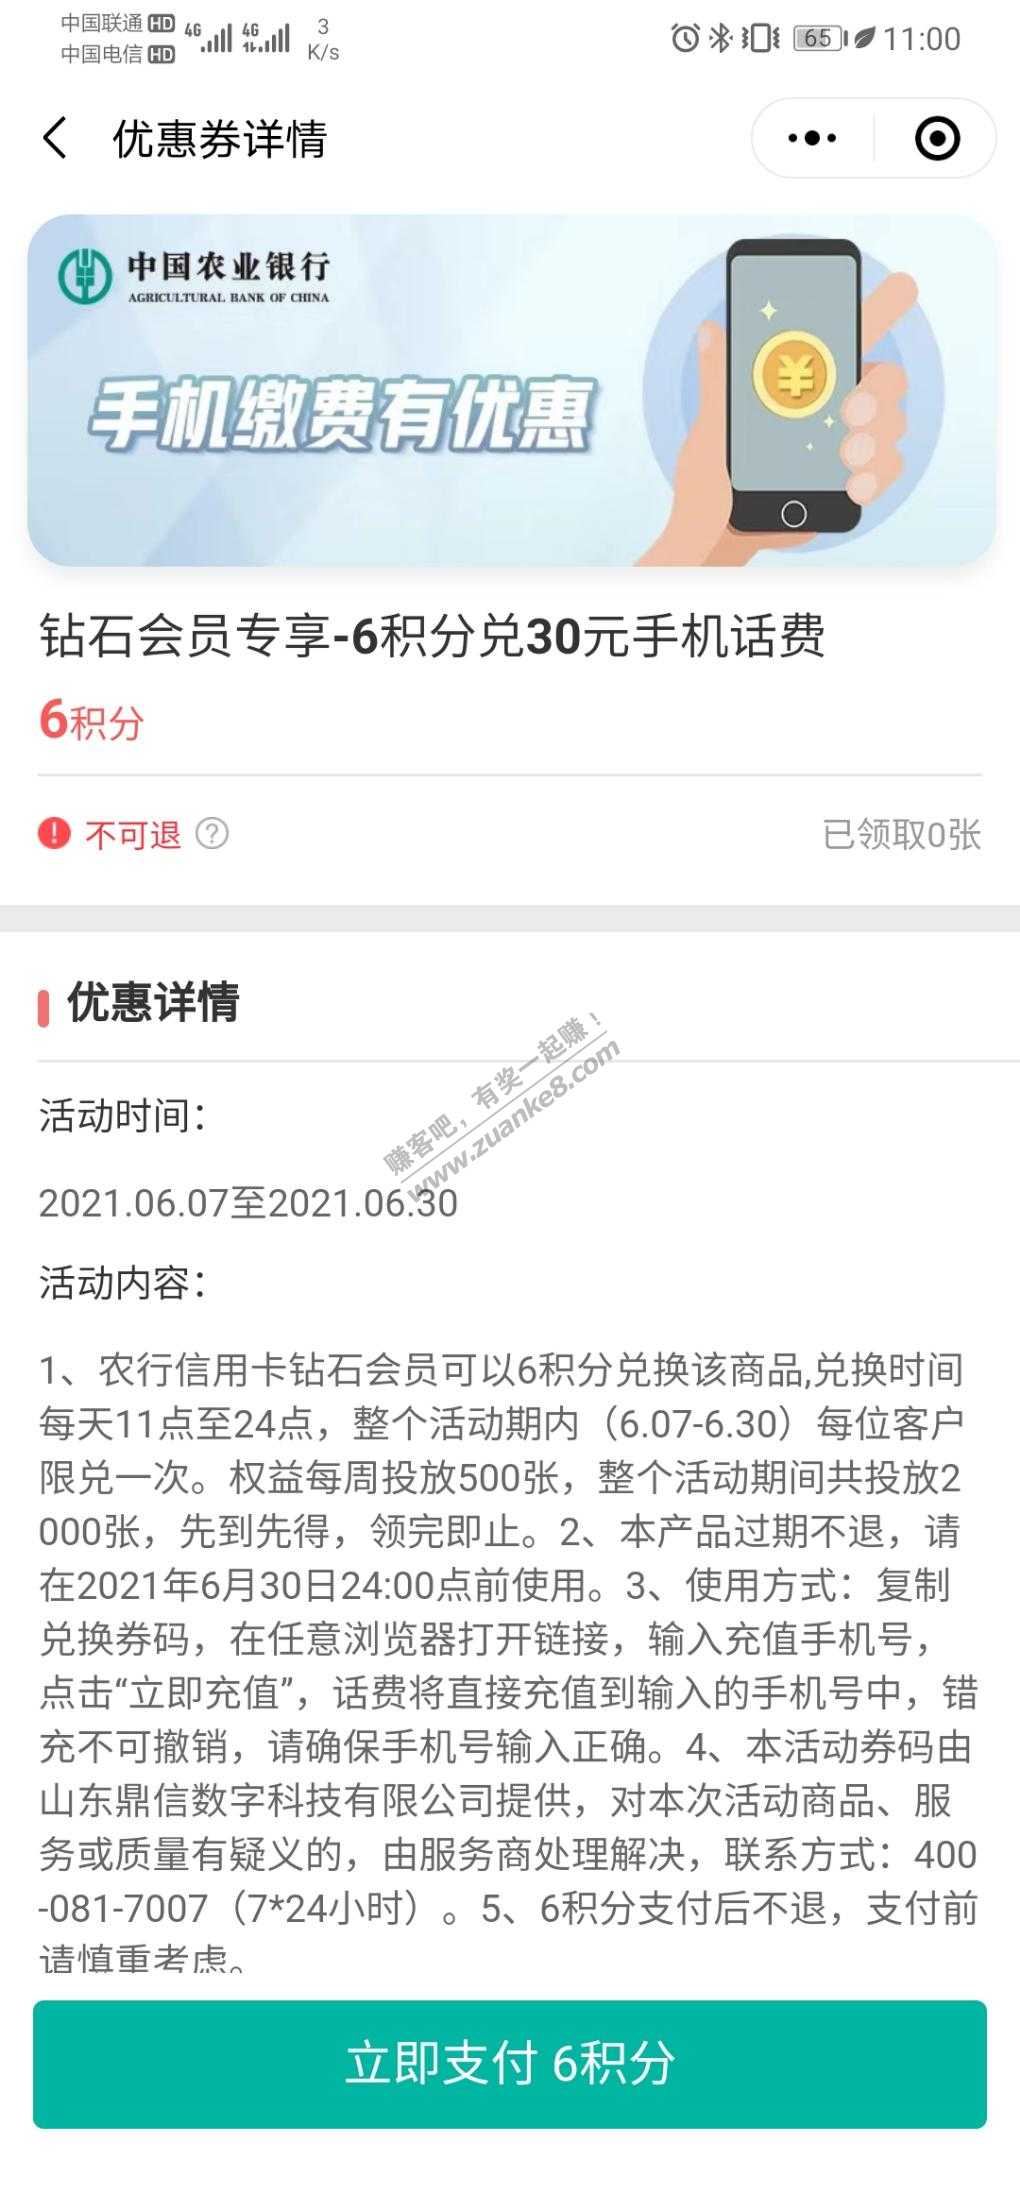 中国联通 HD 4G 4G 3 65 11:00
中国电信 HD K/s
优惠券详情
中国农业银行
AGRICULTURAL BANK OF CHINA
手机缴费有优惠
¥
钻石会员专享-6积分兑30元手机话费
6积分
不可退 已领取0张
优惠详情
赚客吧，有奖一起赚！
www.zuanke8.com
活动时间：
2021.06.07至2021.06.30
活动内容：
1、农行信用卡钻石会员可以6积分兑换该商品,兑换时间
每天11点至24点，整个活动期内（6.07-6.30）每位客户
限兑一次。权益每周投放500张，整个活动期间共投放2
000张，先到先得，领完即止。2、本产品过期不退，请
在2021年6月30日24:00点前使用。3、使用方式：复制
兑换券码，在任意浏览器打开链接，输入充值手机号，
点击“立即充值”，话费将直接充值到输入的手机号中，错
充不可撤销，请确保手机号输入正确。4、本活动券码由
山东鼎信数字科技有限公司提供，对本次活动商品、服
务或质量有疑义的，由服务商处理解决，联系方式：400
-081-7007（7*24小时）。5、6积分支付后不退，支付前
请慎重考虑。
立即支付 6积分